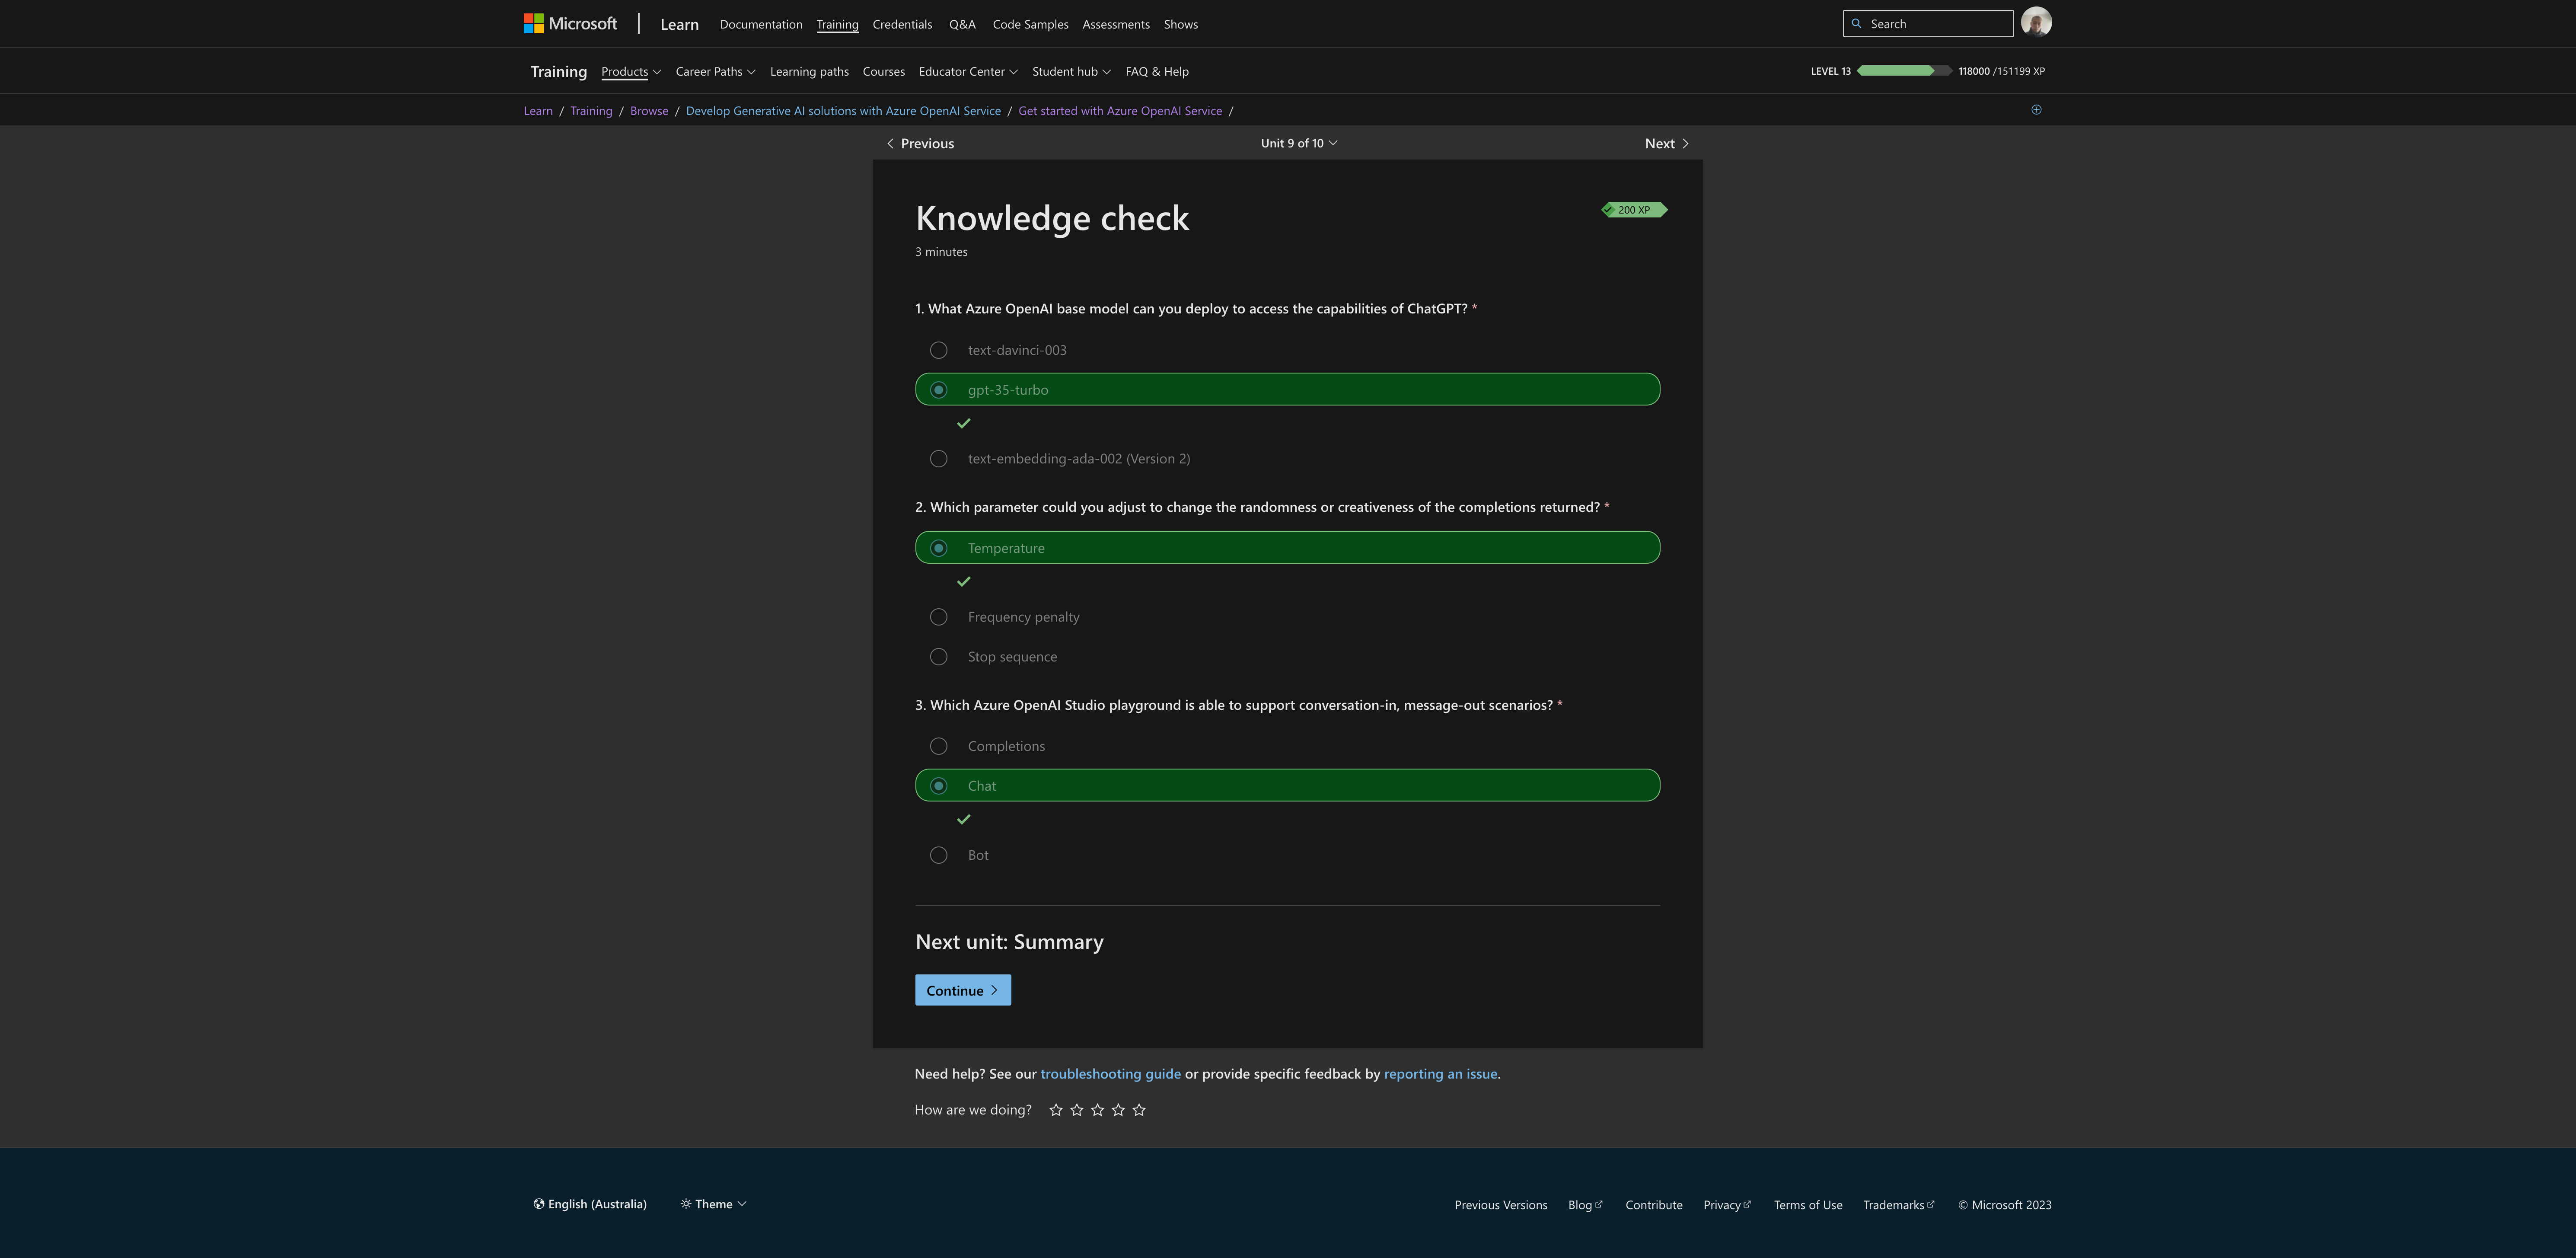 Microsoft Learn Documentation Training Credentials Q&A Code Samples Assessments Shows Search
Training Products Career Paths Learning paths Courses Educator Center Student hub FAQ & Help LEVEL 13 118000 /151199 XP
Learn / Training / Browse / Develop Generative AI solutions with Azure OpenAI Service / Get started with Azure OpenAI Service /
Previous Unit 9 of 10 Next
Knowledge check 200 XP
3 minutes
1. What Azure OpenAI base model can you deploy to access the capabilities of ChatGPT? *
text-davinci-003
gpt-35-turbo
text-embedding-ada-002 (Version 2)
2. Which parameter could you adjust to change the randomness or creativeness of the completions returned? *
Temperature
Frequency penalty
Stop sequence
3. Which Azure OpenAI Studio playground is able to support conversation-in, message-out scenarios? *
Completions
Chat
Bot
Next unit: Summary
Continue
Need help? See our troubleshooting guide or provide specific feedback by reporting an issue.
How are we doing?
English (Australia) Theme Previous Versions Blog Contribute Privacy Terms of Use Trademarks © Microsoft 2023